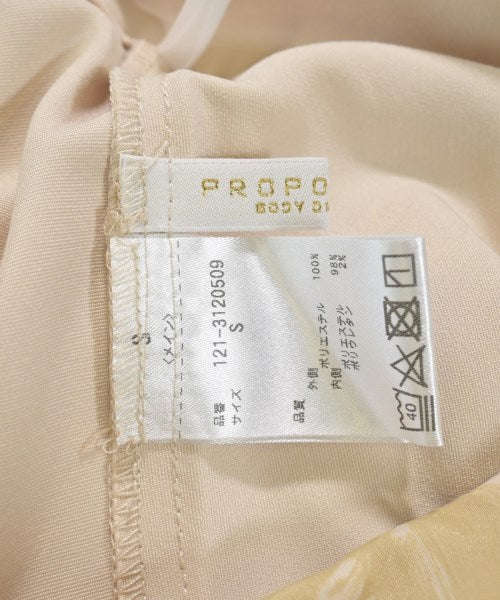 PROPO
BODY D
3
〈メイン〉
品番 121-3120509
サイズ S
品質
外側 ポリエステル 100%
内側 ポリエステル 98%
ポリウレタン 2%
40